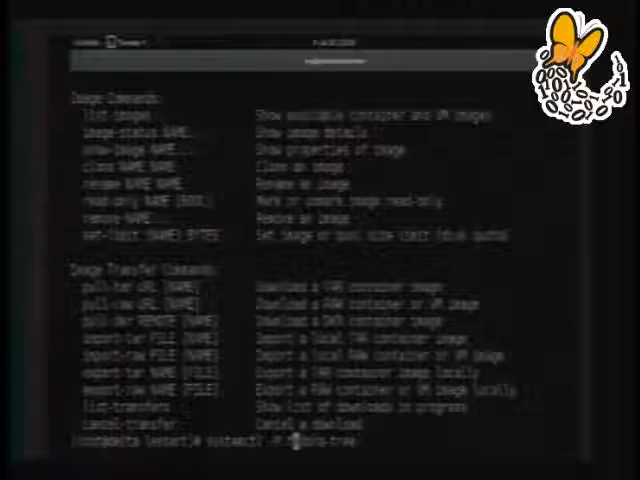 Image Commands:
list-images Show available container and VM images
image-status NAME... Show image details
show-image NAME... Show properties of image
clone NAME NAME Clone an image
rename NAME NAME Rename an image
read-only NAME [BOOL] Mark or unmark image read-only
remove NAME... Remove an image
set-limit [NAME] BYTES Set image or pool size limit (disk quota)
Image Transfer Commands:
pull-tar URL [NAME] Download a TAR container image
pull-raw URL [NAME] Download a RAW container or VM image
pull-dkr REMOTE [NAME] Download a DKR container image
import-tar FILE [NAME] Import a local TAR container image
import-raw FILE [NAME] Import a local RAW container or VM image
export-tar NAME [FILE] Export a TAR container image locally
export-raw NAME [FILE] Export a RAW container or VM image locally
list-transfers Show list of downloads in progress
cancel-transfer Cancel a download
systemctl -M